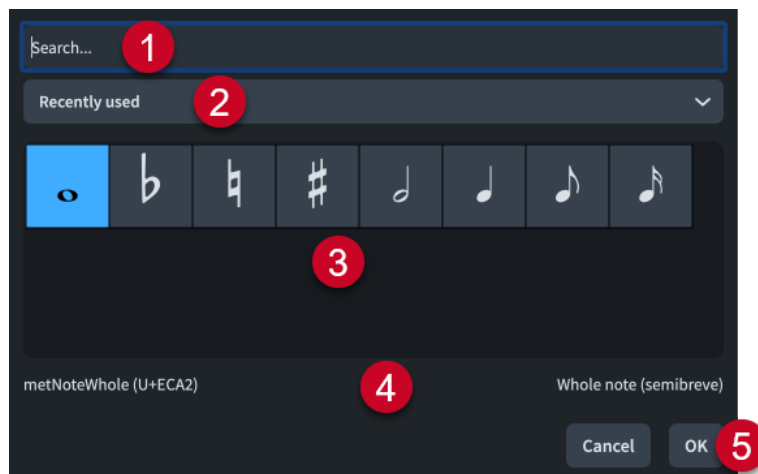 Search... 1
Recently used 2
3
metNoteWhole (U+ECA2) 4 Whole note (semibreve)
Cancel OK 5